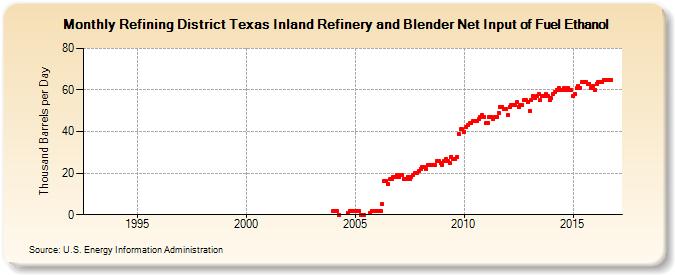 Monthly Refining District Texas Inland Refinery and Blender Net Input of Fuel Ethanol
Thousand Barrels per Day
80
60
40
20
0
1995 2000 2005 2010 2015
Source: U.S. Energy Information Administration